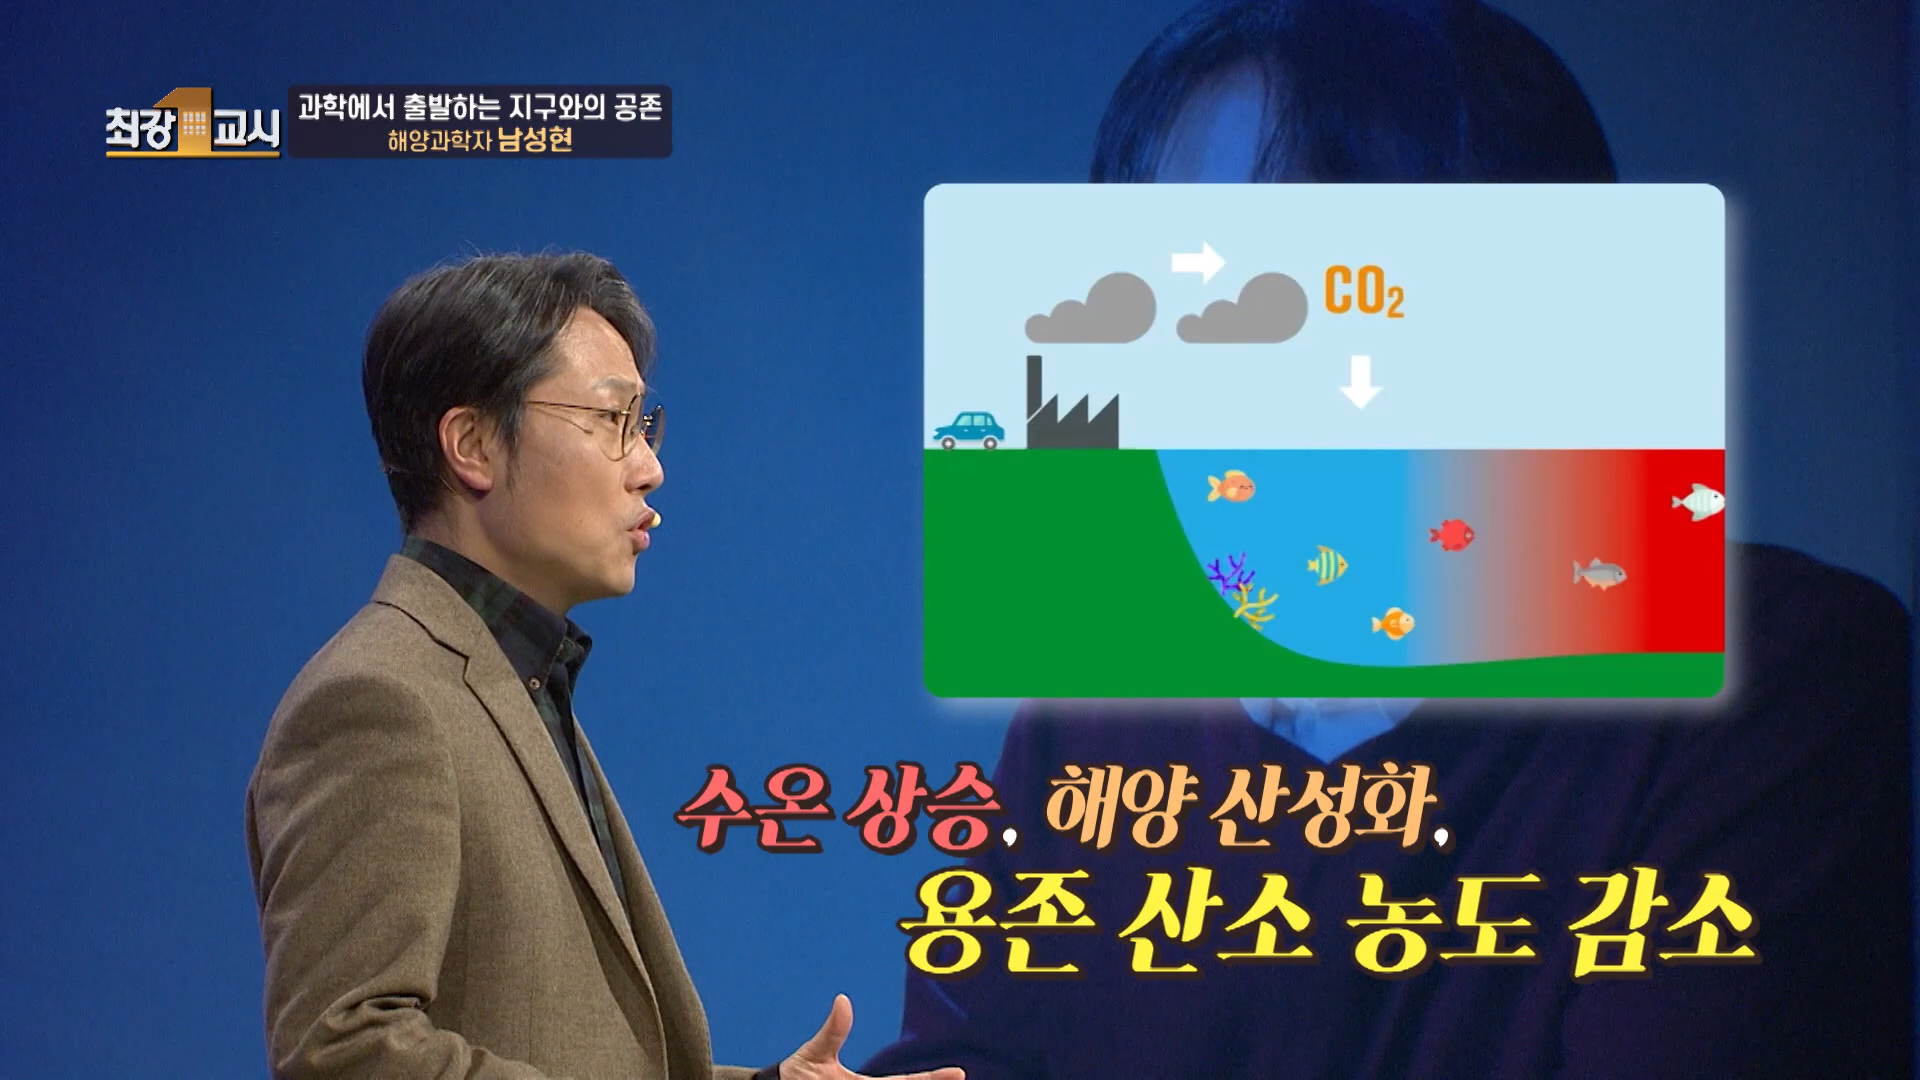 최강1교시
과학에서 출발하는 지구와의 공존
해양과학자 남성현
CO₂
수온 상승, 해양 산성화,
용존 산소 농도 감소